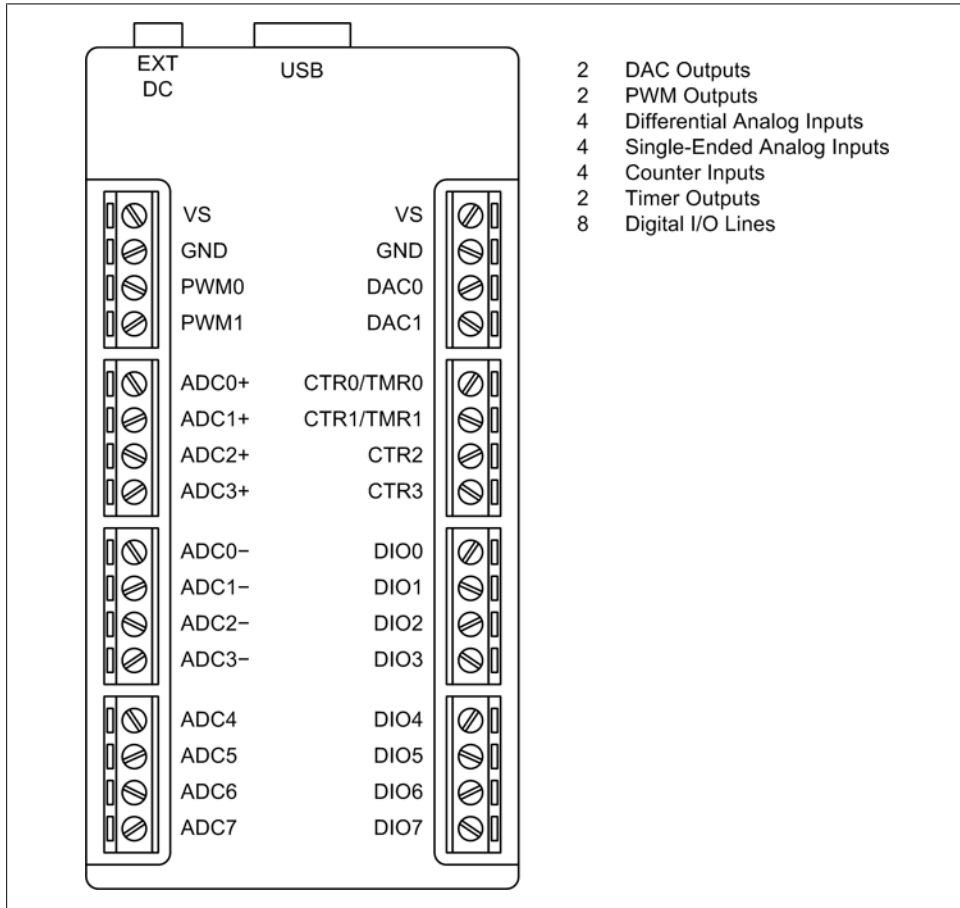 EXT
DC
USB
2 DAC Outputs
2 PWM Outputs
4 Differential Analog Inputs
4 Single-Ended Analog Inputs
4 Counter Inputs
2 Timer Outputs
8 Digital I/O Lines
VS VS
GND GND
PWM0 DAC0
PWM1 DAC1
ADC0+ CTR0/TMR0
ADC1+ CTR1/TMR1
ADC2+ CTR2
ADC3+ CTR3
ADC0− DIO0
ADC1− DIO1
ADC2− DIO2
ADC3− DIO3
ADC4 DIO4
ADC5 DIO5
ADC6 DIO6
ADC7 DIO7